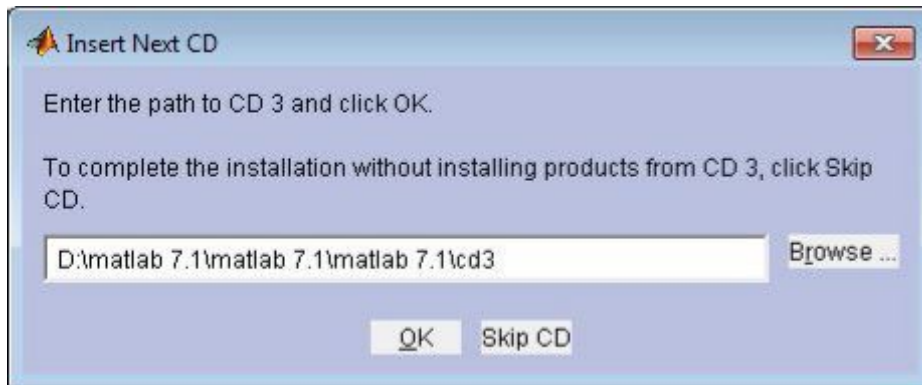 Insert Next CD
Enter the path to CD 3 and click OK.
To complete the installation without installing products from CD 3, click Skip
CD.
D:\matlab 7.1\matlab 7.1\matlab 7.1\cd3
Browse ...
OK
Skip CD